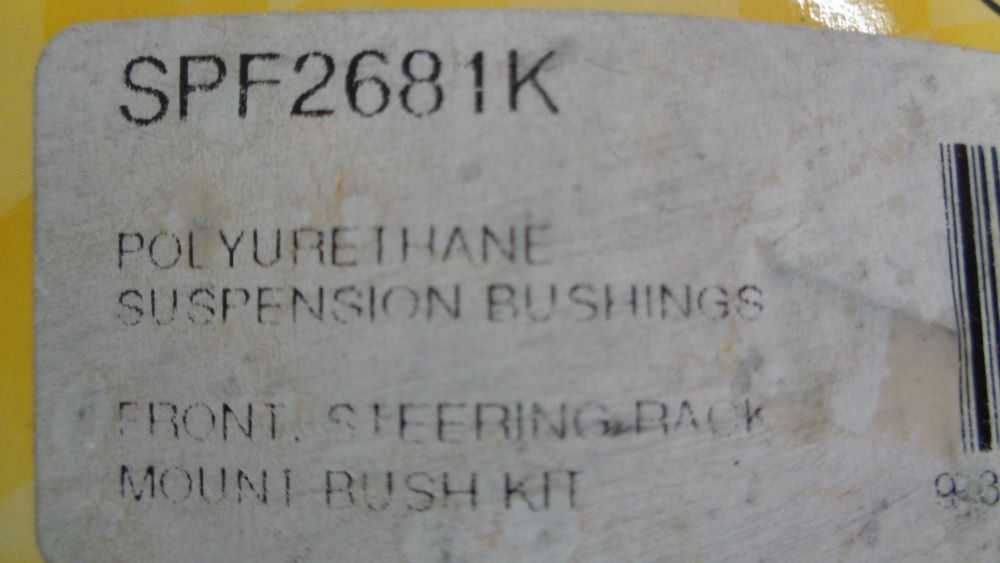 SPF2681K
POLYURETHANE
SUSPENSION BUSHINGS
FRONT, STEERING RACK
MOUNT BUSH KIT